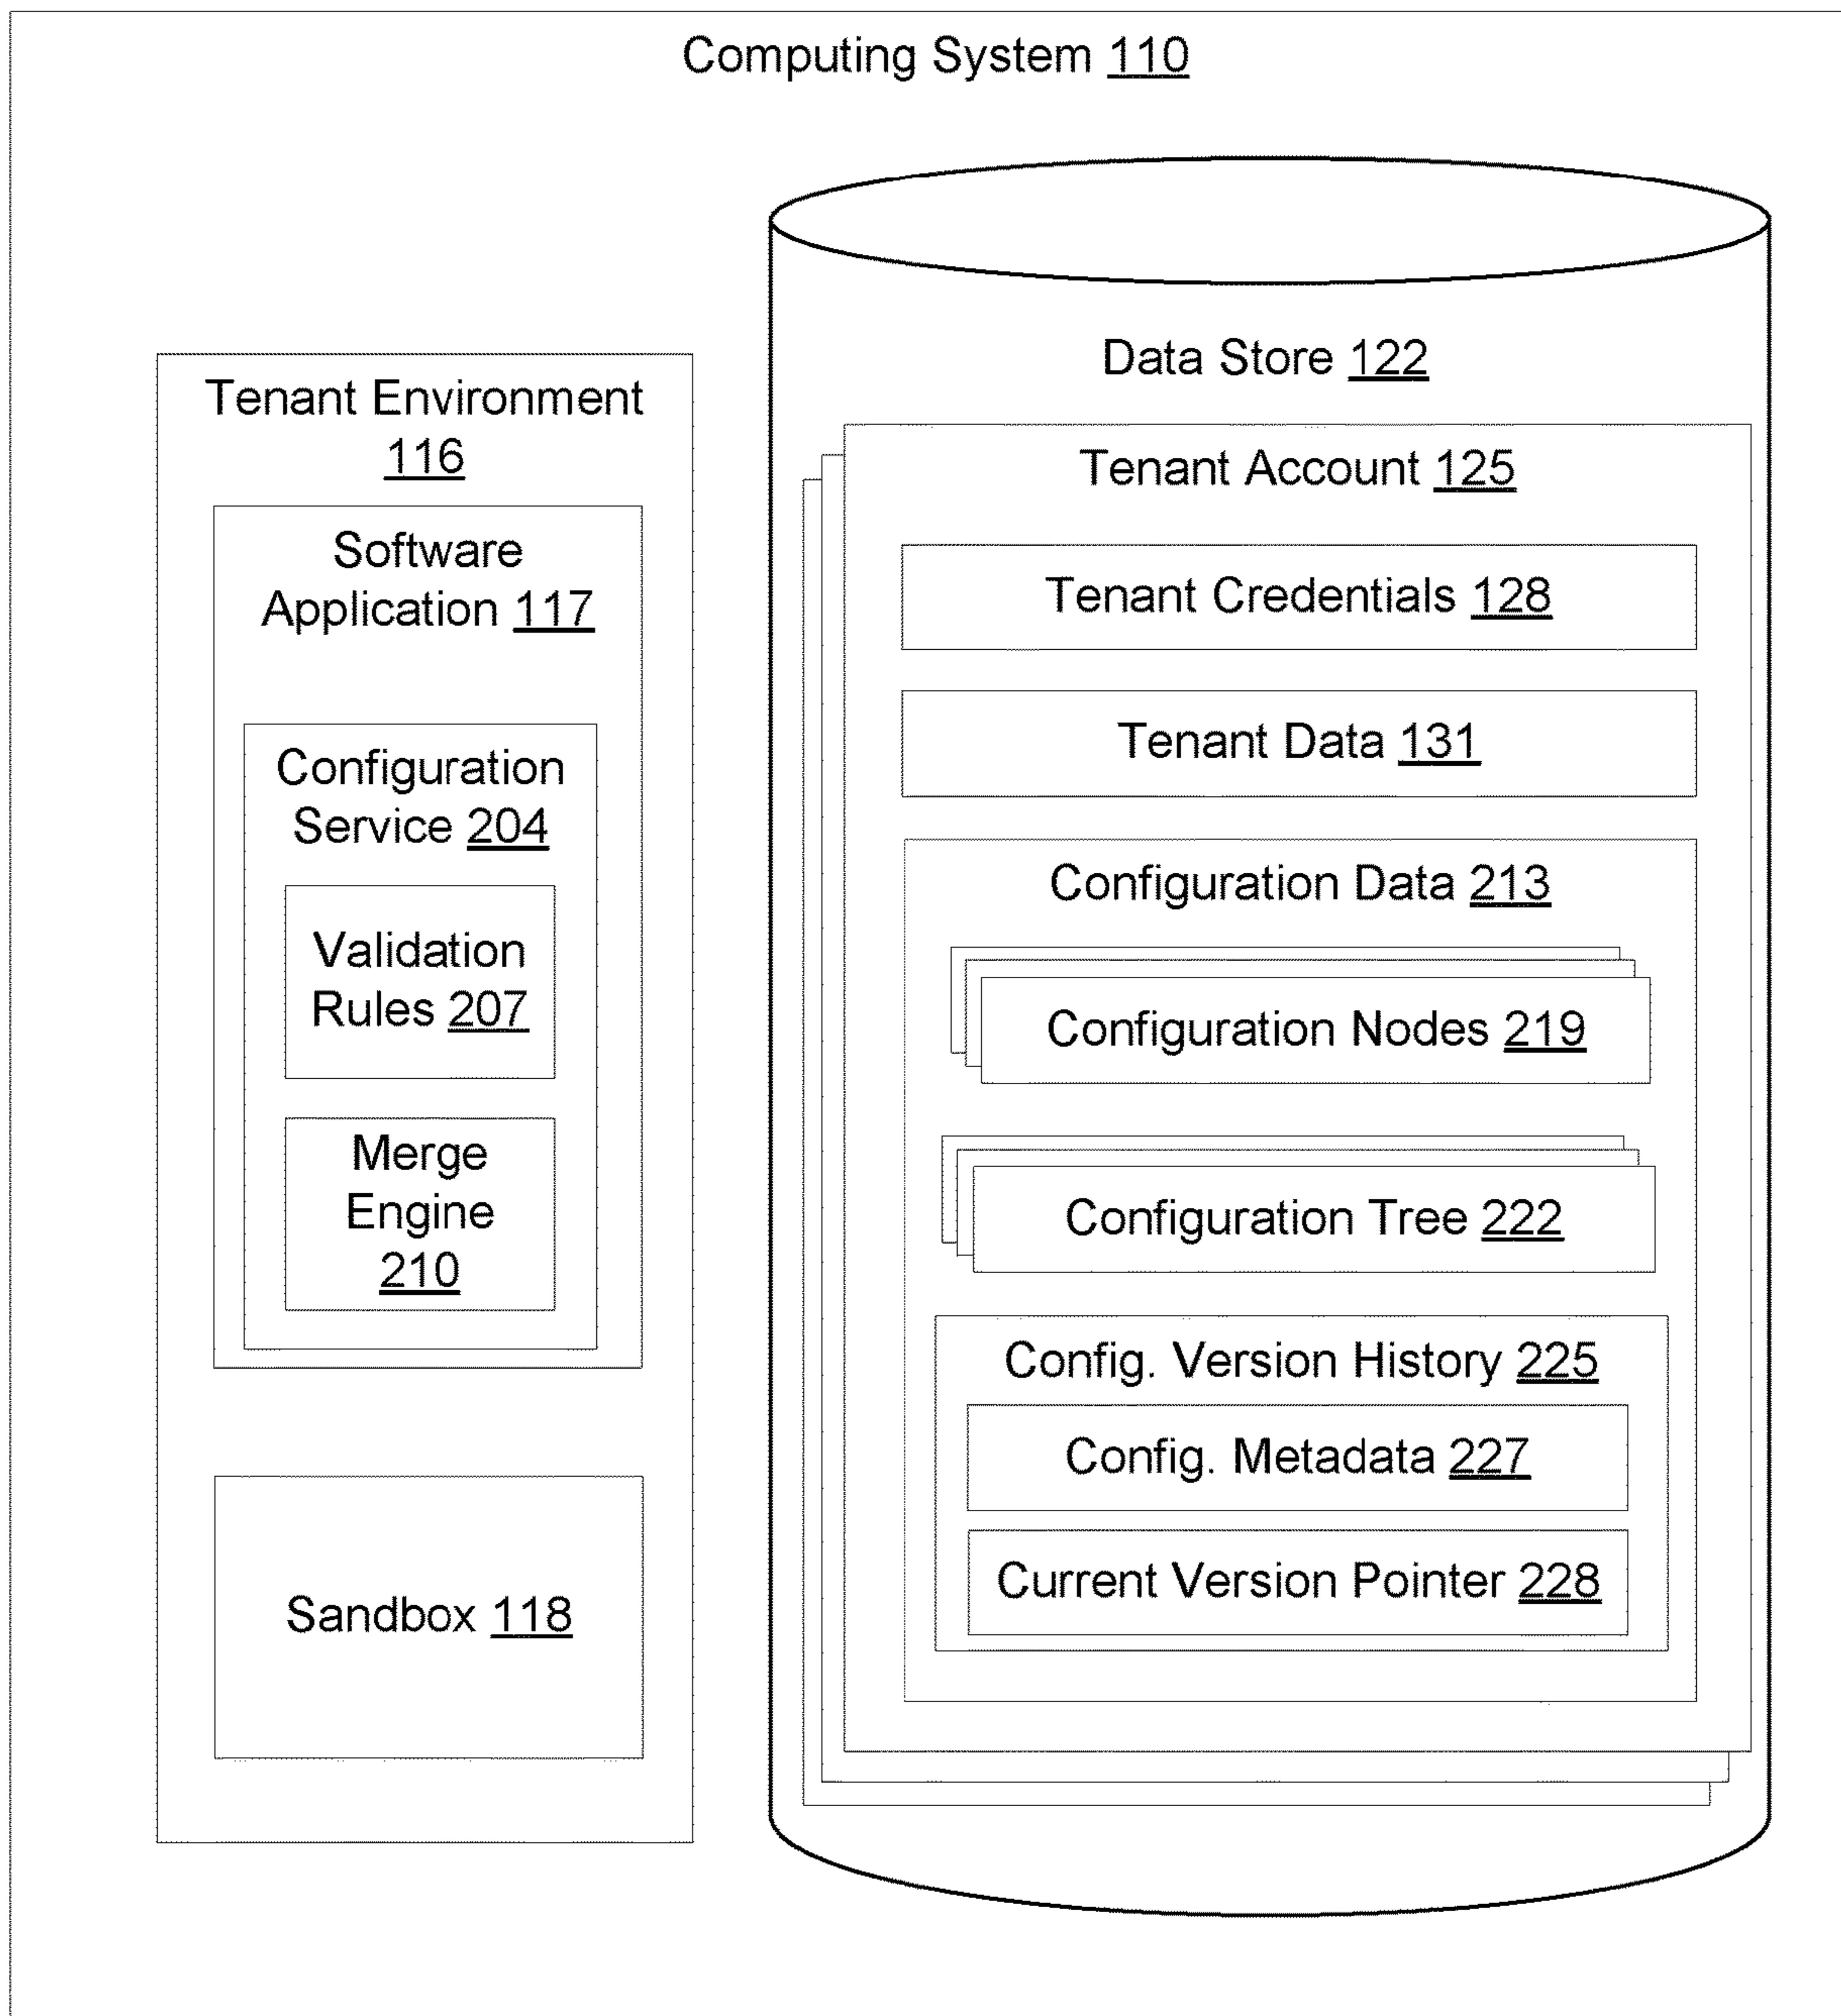 Computing System 110
Tenant Environment
116
Software
Application 117
Configuration
Service 204
Validation
Rules 207
Merge
Engine
210
Sandbox 118
Data Store 122
Tenant Account 125
Tenant Credentials 128
Tenant Data 131
Configuration Data 213
Configuration Nodes 219
Configuration Tree 222
Config. Version History 225
Config. Metadata 227
Current Version Pointer 228